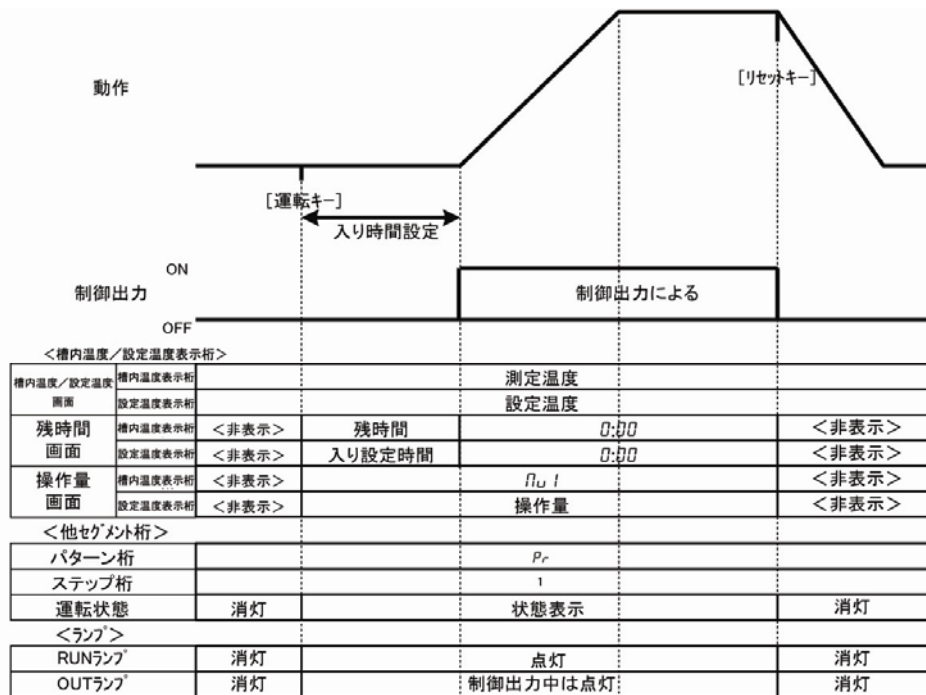 動作
[リセットキー]
[運転キー]
入り時間設定
ON
制御出力
制御出力による
OFF
<槽内温度/設定温度表示桁>
槽内温度/設定温度画面 槽内温度表示桁 測定温度
設定温度表示桁 設定温度
残時間画面 槽内温度表示桁 <非表示> 残時間 0:00 <非表示>
設定温度表示桁 <非表示> 入り設定時間 0:00 <非表示>
操作量画面 槽内温度表示桁 <非表示> Mv1 <非表示>
設定温度表示桁 <非表示> 操作量 <非表示>
<他セグメント桁>
パターン桁 Pr
ステップ桁 1
運転状態 消灯 状態表示 消灯
<ランプ>
RUNランプ 消灯 点灯 消灯
OUTランプ 消灯 制御出力中は点灯 消灯